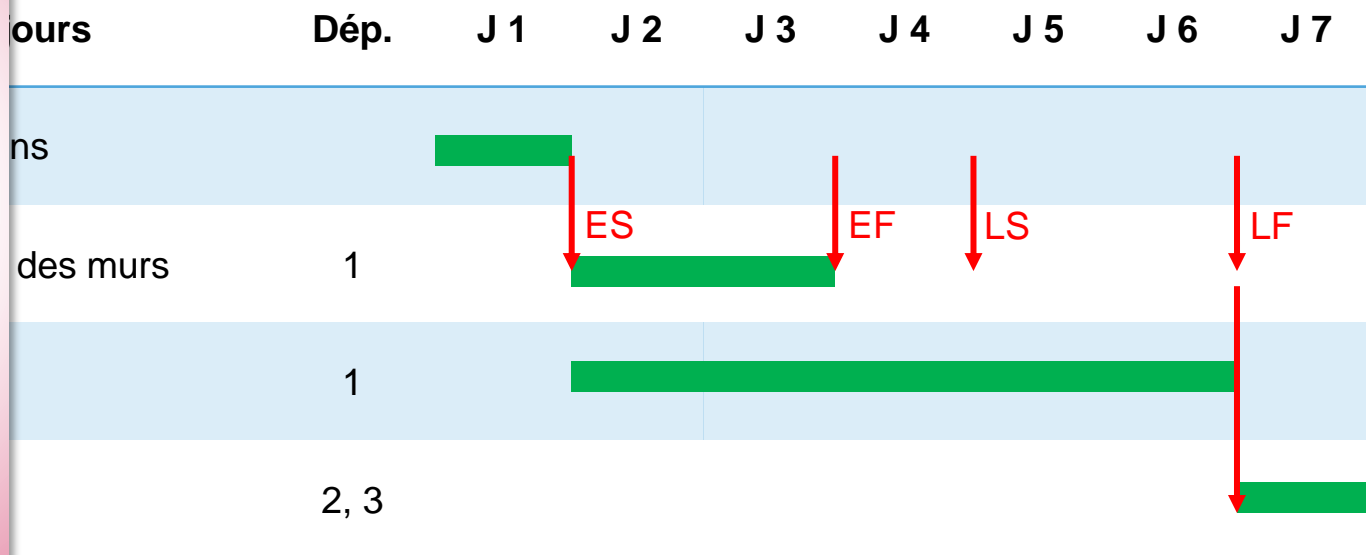 jours Dép. J 1 J 2 J 3 J 4 J 5 J 6 J 7
ns
ES EF LS LF
des murs 1
1
2, 3